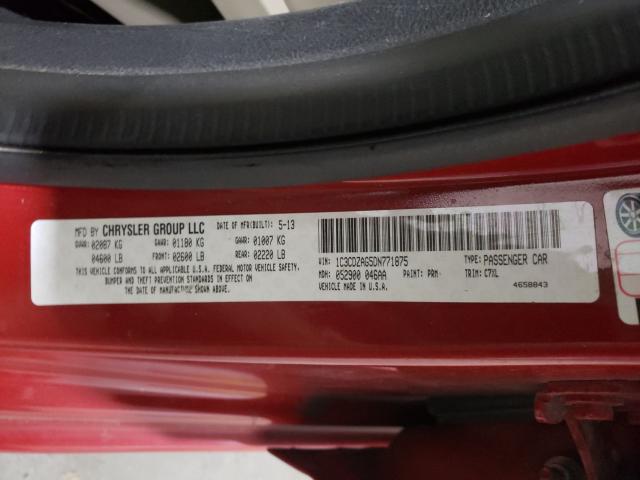 MFD BY CHRYSLER GROUP LLC DATE OF MFR(BUILT): 5-13
GVWR: 02087 KG GAWR: 01180 KG GAWR: 01007 KG
04600 LB FRONT: 02600 LB REAR: 02220 LB
THIS VEHICLE CONFORMS TO ALL APPLICABLE U.S.A. FEDERAL MOTOR VEHICLE SAFETY,
BUMPER AND THEFT PREVENTION STANDARDS IN EFFECT ON
THE DATE OF MANUFACTURE SHOWN ABOVE.
VIN: 1C3CDZAG5DN771875 TYPE: PASSENGER CAR
MDH: 052900 046AA PAINT: PRM TRIM: C7XL
VEHICLE MADE IN U.S.A. 4658843